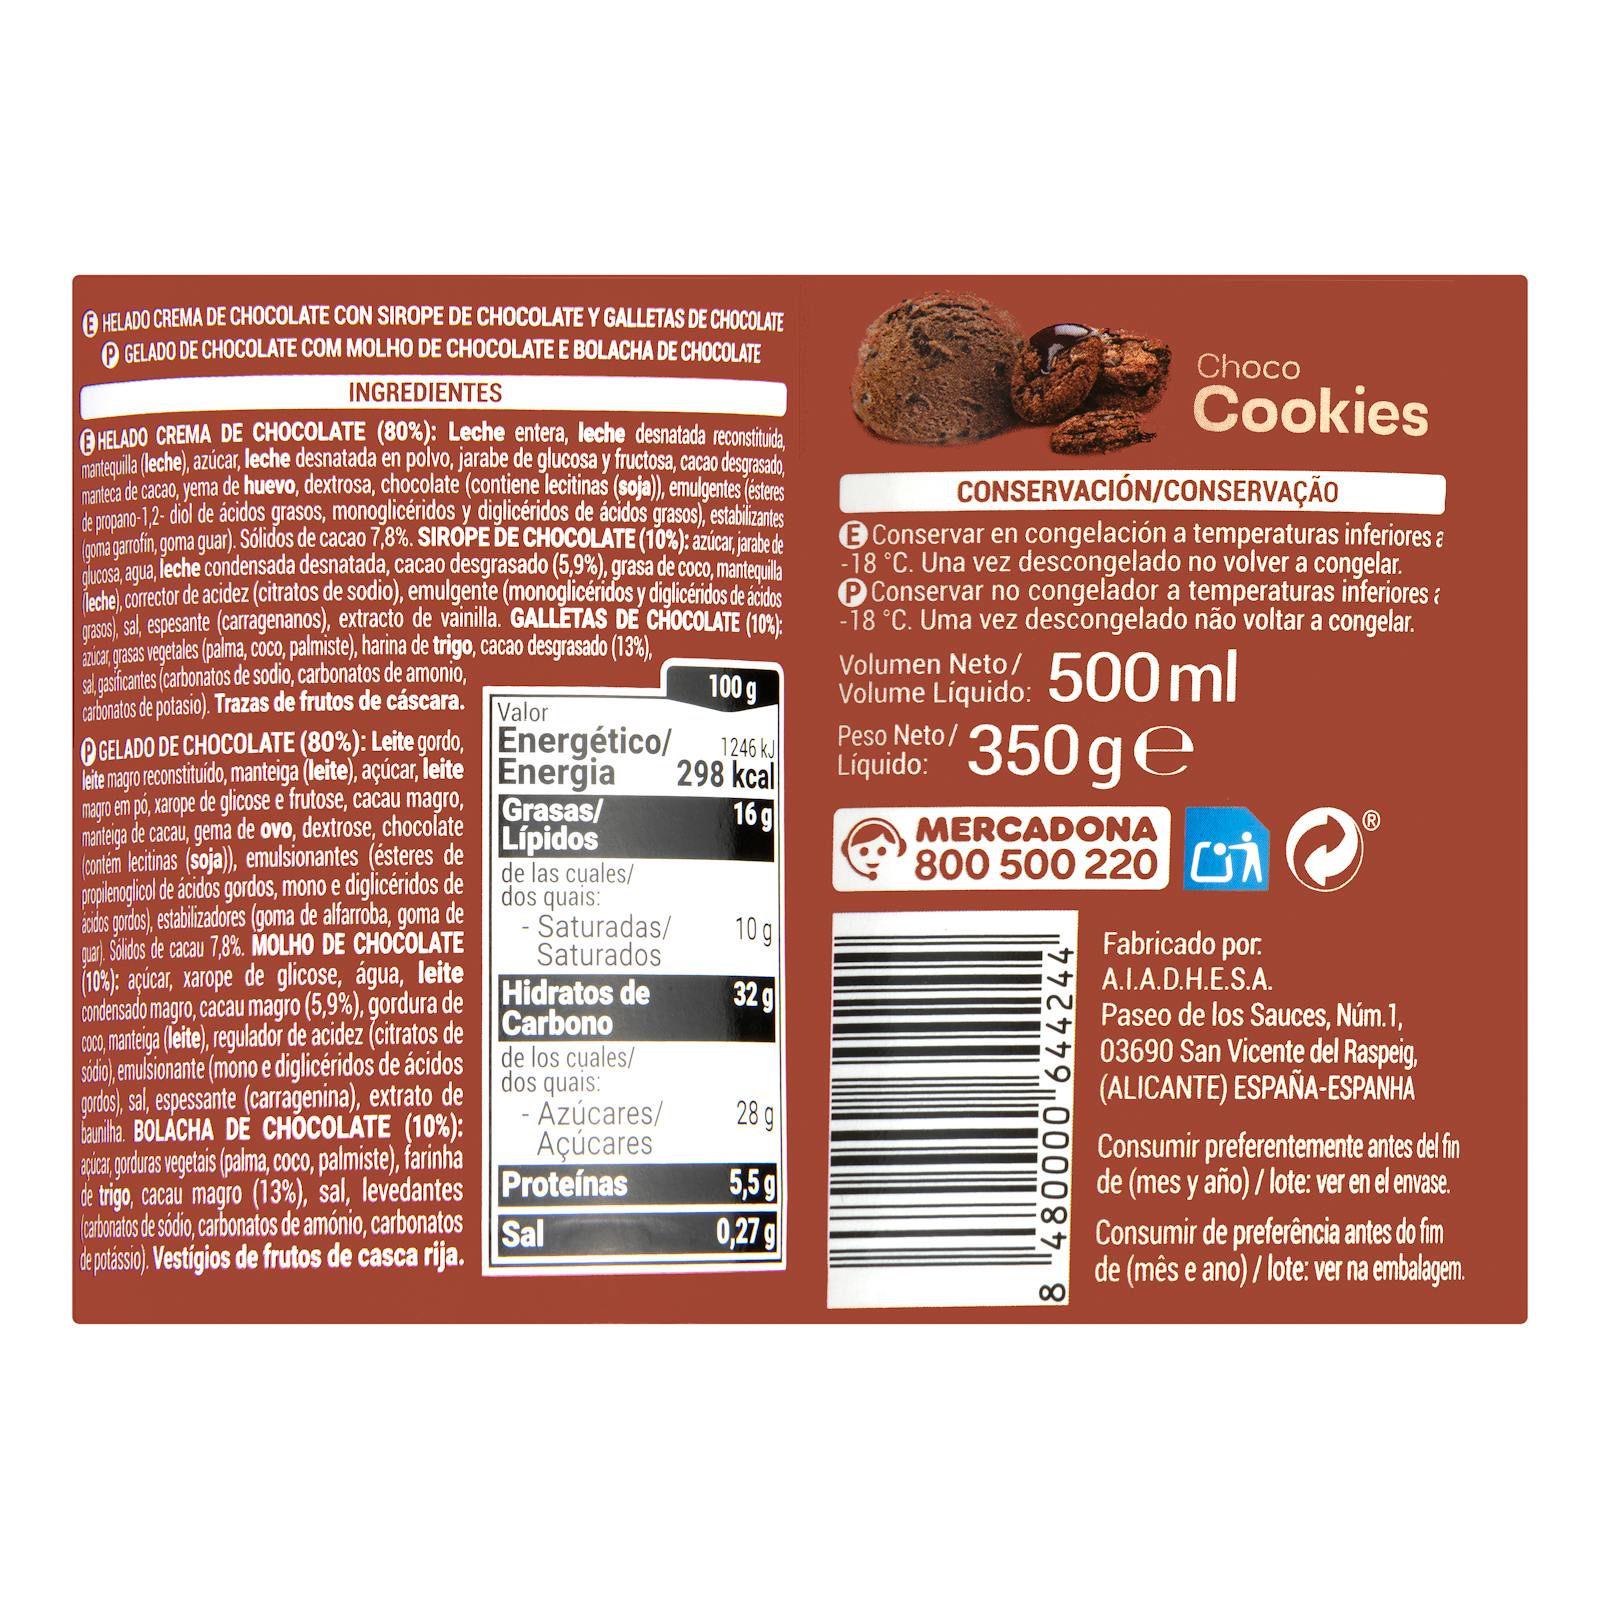 E HELADO CREMA DE CHOCOLATE CON SIROPE DE CHOCOLATE Y GALLETAS DE CHOCOLATE
P GELADO DE CHOCOLATE COM MOLHO DE CHOCOLATE E BOLACHA DE CHOCOLATE
INGREDIENTES
E HELADO CREMA DE CHOCOLATE (80%): Leche entera, leche desnatada reconstituida,
mantequilla (leche), azúcar, leche desnatada en polvo, jarabe de glucosa y fructosa, cacao desgrasado,
manteca de cacao, yema de huevo, dextrosa, chocolate (contiene lecitinas (soja)), emulgentes (ésteres
de propano-1,2- diol de ácidos grasos, monoglicéridos y diglicéridos de ácidos grasos), estabilizantes
(goma garrofín, goma guar). Sólidos de cacao 7,8%. SIROPE DE CHOCOLATE (10%): azúcar, jarabe de
glucosa, agua, leche condensada desnatada, cacao desgrasado (5,9%), grasa de coco, mantequilla
(leche), corrector de acidez (citratos de sodio), emulgente (monoglicéridos y diglicéridos de ácidos
grasos), sal, espesante (carragenanos), extracto de vainilla. GALLETAS DE CHOCOLATE (10%):
azúcar, grasas vegetales (palma, coco, palmiste), harina de trigo, cacao desgrasado (13%),
sal, gasificantes (carbonatos de sodio, carbonatos de amonio,
carbonatos de potasio). Trazas de frutos de cáscara.
P GELADO DE CHOCOLATE (80%): Leite gordo,
leite magro reconstituído, manteiga (leite), açúcar, leite
magro em pó, xarope de glicose e frutose, cacau magro,
manteiga de cacau, gema de ovo, dextrose, chocolate
(contém lecitinas (soja)), emulsionantes (ésteres de
propilenoglicol de ácidos gordos, mono e diglicéridos de
ácidos gordos), estabilizadores (goma de alfarroba, goma de
guar). Sólidos de cacau 7,8%. MOLHO DE CHOCOLATE
(10%): açúcar, xarope de glicose, água, leite
condensado magro, cacau magro (5,9%), gordura de
coco, manteiga (leite), regulador de acidez (citratos de
sódio), emulsionante (mono e diglicéridos de ácidos
gordos), sal, espessante (carragenina), extrato de
baunilha. BOLACHA DE CHOCOLATE (10%):
açúcar, gorduras vegetais (palma, coco, palmiste), farinha
de trigo, cacau magro (13%), sal, levedantes
(carbonatos de sódio, carbonatos de amónio, carbonatos
de potássio). Vestígios de frutos de casca rija.
100 g
Valor
Energético/ 1246 kJ
Energia 298 kcal
Grasas/ 16 g
Lípidos
de las cuales/
dos quais:
- Saturadas/ 10 g
Saturados
Hidratos de 32 g
Carbono
de los cuales/
dos quais:
- Azúcares/ 28 g
Açúcares
Proteínas 5,5 g
Sal 0,27 g
Choco
Cookies
CONSERVACIÓN/CONSERVAÇÃO
E Conservar en congelación a temperaturas inferiores a
-18 °C. Una vez descongelado no volver a congelar.
P Conservar no congelador a temperaturas inferiores a
-18 °C. Uma vez descongelado não voltar a congelar.
Volumen Neto/
Volume Líquido: 500 ml
Peso Neto/
Líquido: 350 g e
MERCADONA
800 500 220
®
8 480000 644244
Fabricado por:
A.I.A.D.H.E.S.A.
Paseo de los Sauces, Núm.1,
03690 San Vicente del Raspeig,
(ALICANTE) ESPAÑA-ESPANHA
Consumir preferentemente antes del fin
de (mes y año) / lote: ver en el envase.
Consumir de preferência antes do fim
de (mês e ano) / lote: ver na embalagem.